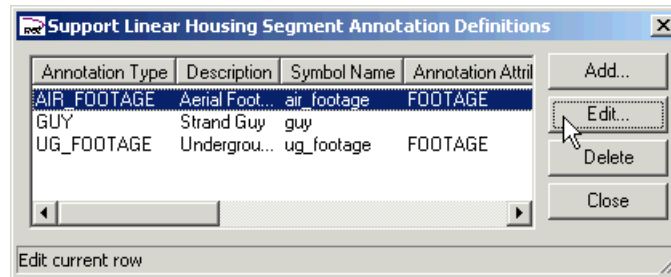 Support Linear Housing Segment Annotation Definitions
Annotation Type Description Symbol Name Annotation Attril
AIR_FOOTAGE Aerial Foot... air_footage FOOTAGE
GUY Strand Guy guy
UG_FOOTAGE Undergrou... ug_footage FOOTAGE
Add...
Edit...
Delete
Close
Edit current row